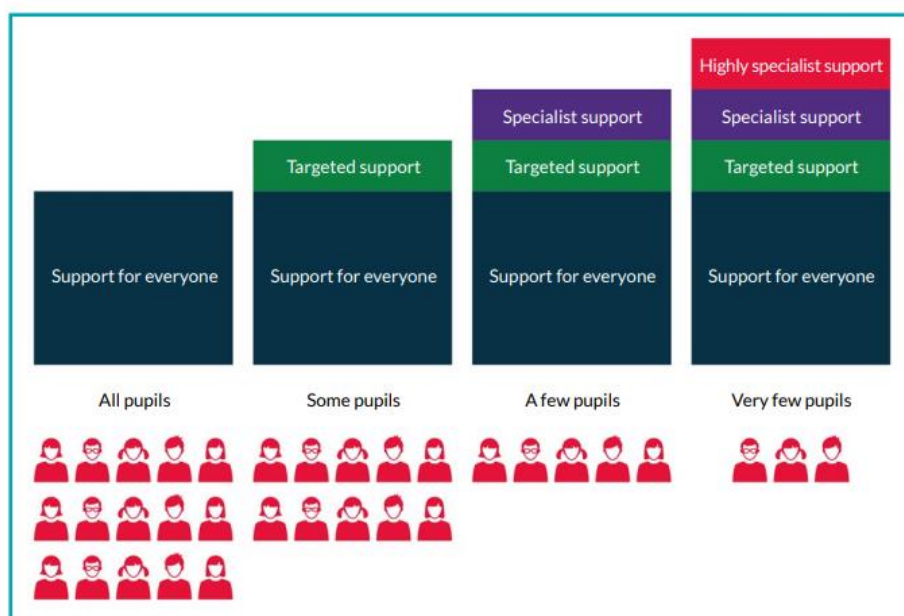 Highly specialist support
Specialist support
Specialist support
Targeted support
Targeted support
Targeted support
Support for everyone
Support for everyone
Support for everyone
Support for everyone
All pupils
Some pupils
A few pupils
Very few pupils